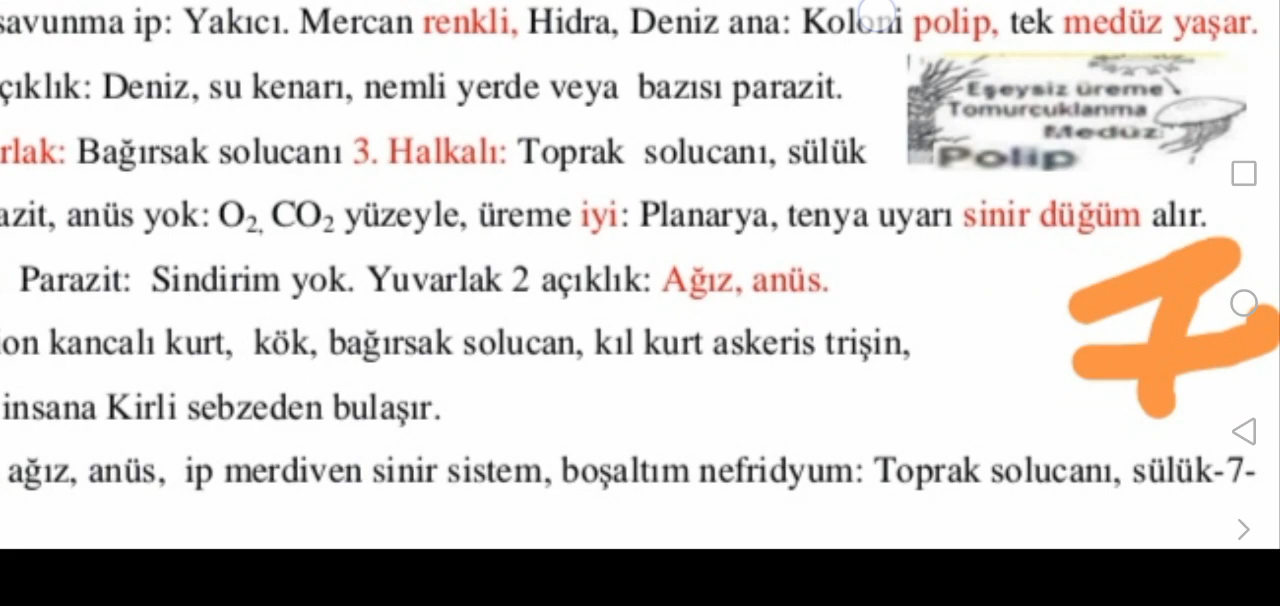 savunma ip: Yakıcı. Mercan renkli, Hidra, Deniz ana: Koloni polip, tek medüz yaşar.
çıklık: Deniz, su kenarı, nemli yerde veya bazısı parazit.
Eşeysiz üreme
Tomurcuklanma
Medüz
Polip
rlak: Bağırsak solucanı 3. Halkalı: Toprak solucanı, sülük
azit, anüs yok: O₂, CO₂ yüzeyle, üreme iyi: Planarya, tenya uyarı sinir düğüm alır.
Parazit: Sindirim yok. Yuvarlak 2 açıklık: Ağız, anüs.
7
on kancalı kurt, kök, bağırsak solucan, kıl kurt askeris trişin,
insana Kirli sebzeden bulaşır.
ağız, anüs, ip merdiven sinir sistem, boşaltım nefridyum: Toprak solucanı, sülük-7-